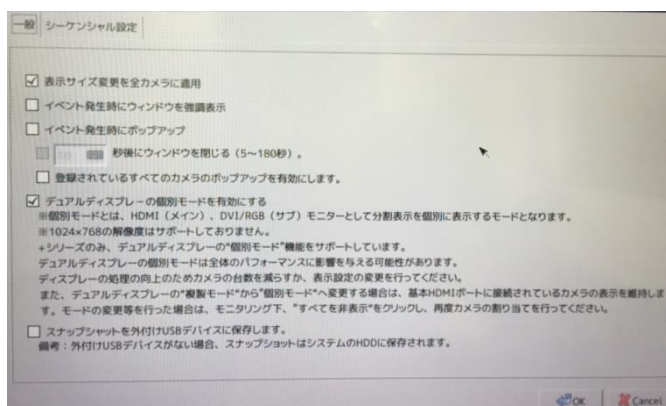 一般 シーケンシャル設定
表示サイズ変更を全カメラに適用
イベント発生時にウィンドウを強調表示
イベント発生時にポップアップ
10 秒後にウィンドウを閉じる（5～180秒）。
登録されているすべてのカメラのポップアップを有効にします。
デュアルディスプレーの個別モードを有効にする
※個別モードとは、HDMI（メイン）、DVI/RGB（サブ）モニターとして分割表示を個別に表示するモードとなります。
※1024×768の解像度はサポートしておりません。
+シリーズのみ、デュアルディスプレーの"個別モード"機能をサポートしています。
デュアルディスプレーの個別モードは全体のパフォーマンスに影響を与える可能性があります。
ディスプレーの処理の向上のためカメラの台数を減らすか、表示設定の変更を行ってください。
また、デュアルディスプレーの"複製モード"から"個別モード"へ変更する場合は、基本HDMIポートに接続されているカメラの表示を維持しま
す。モードの変更等を行った場合は、モニタリング下、"すべてを非表示"をクリックし、再度カメラの割り当てを行ってください。
スナップシャットを外付けUSBデバイスに保存します。
備考：外付けUSBデバイスがない場合、スナップショットはシステムのHDDに保存されます。
OK Cancel